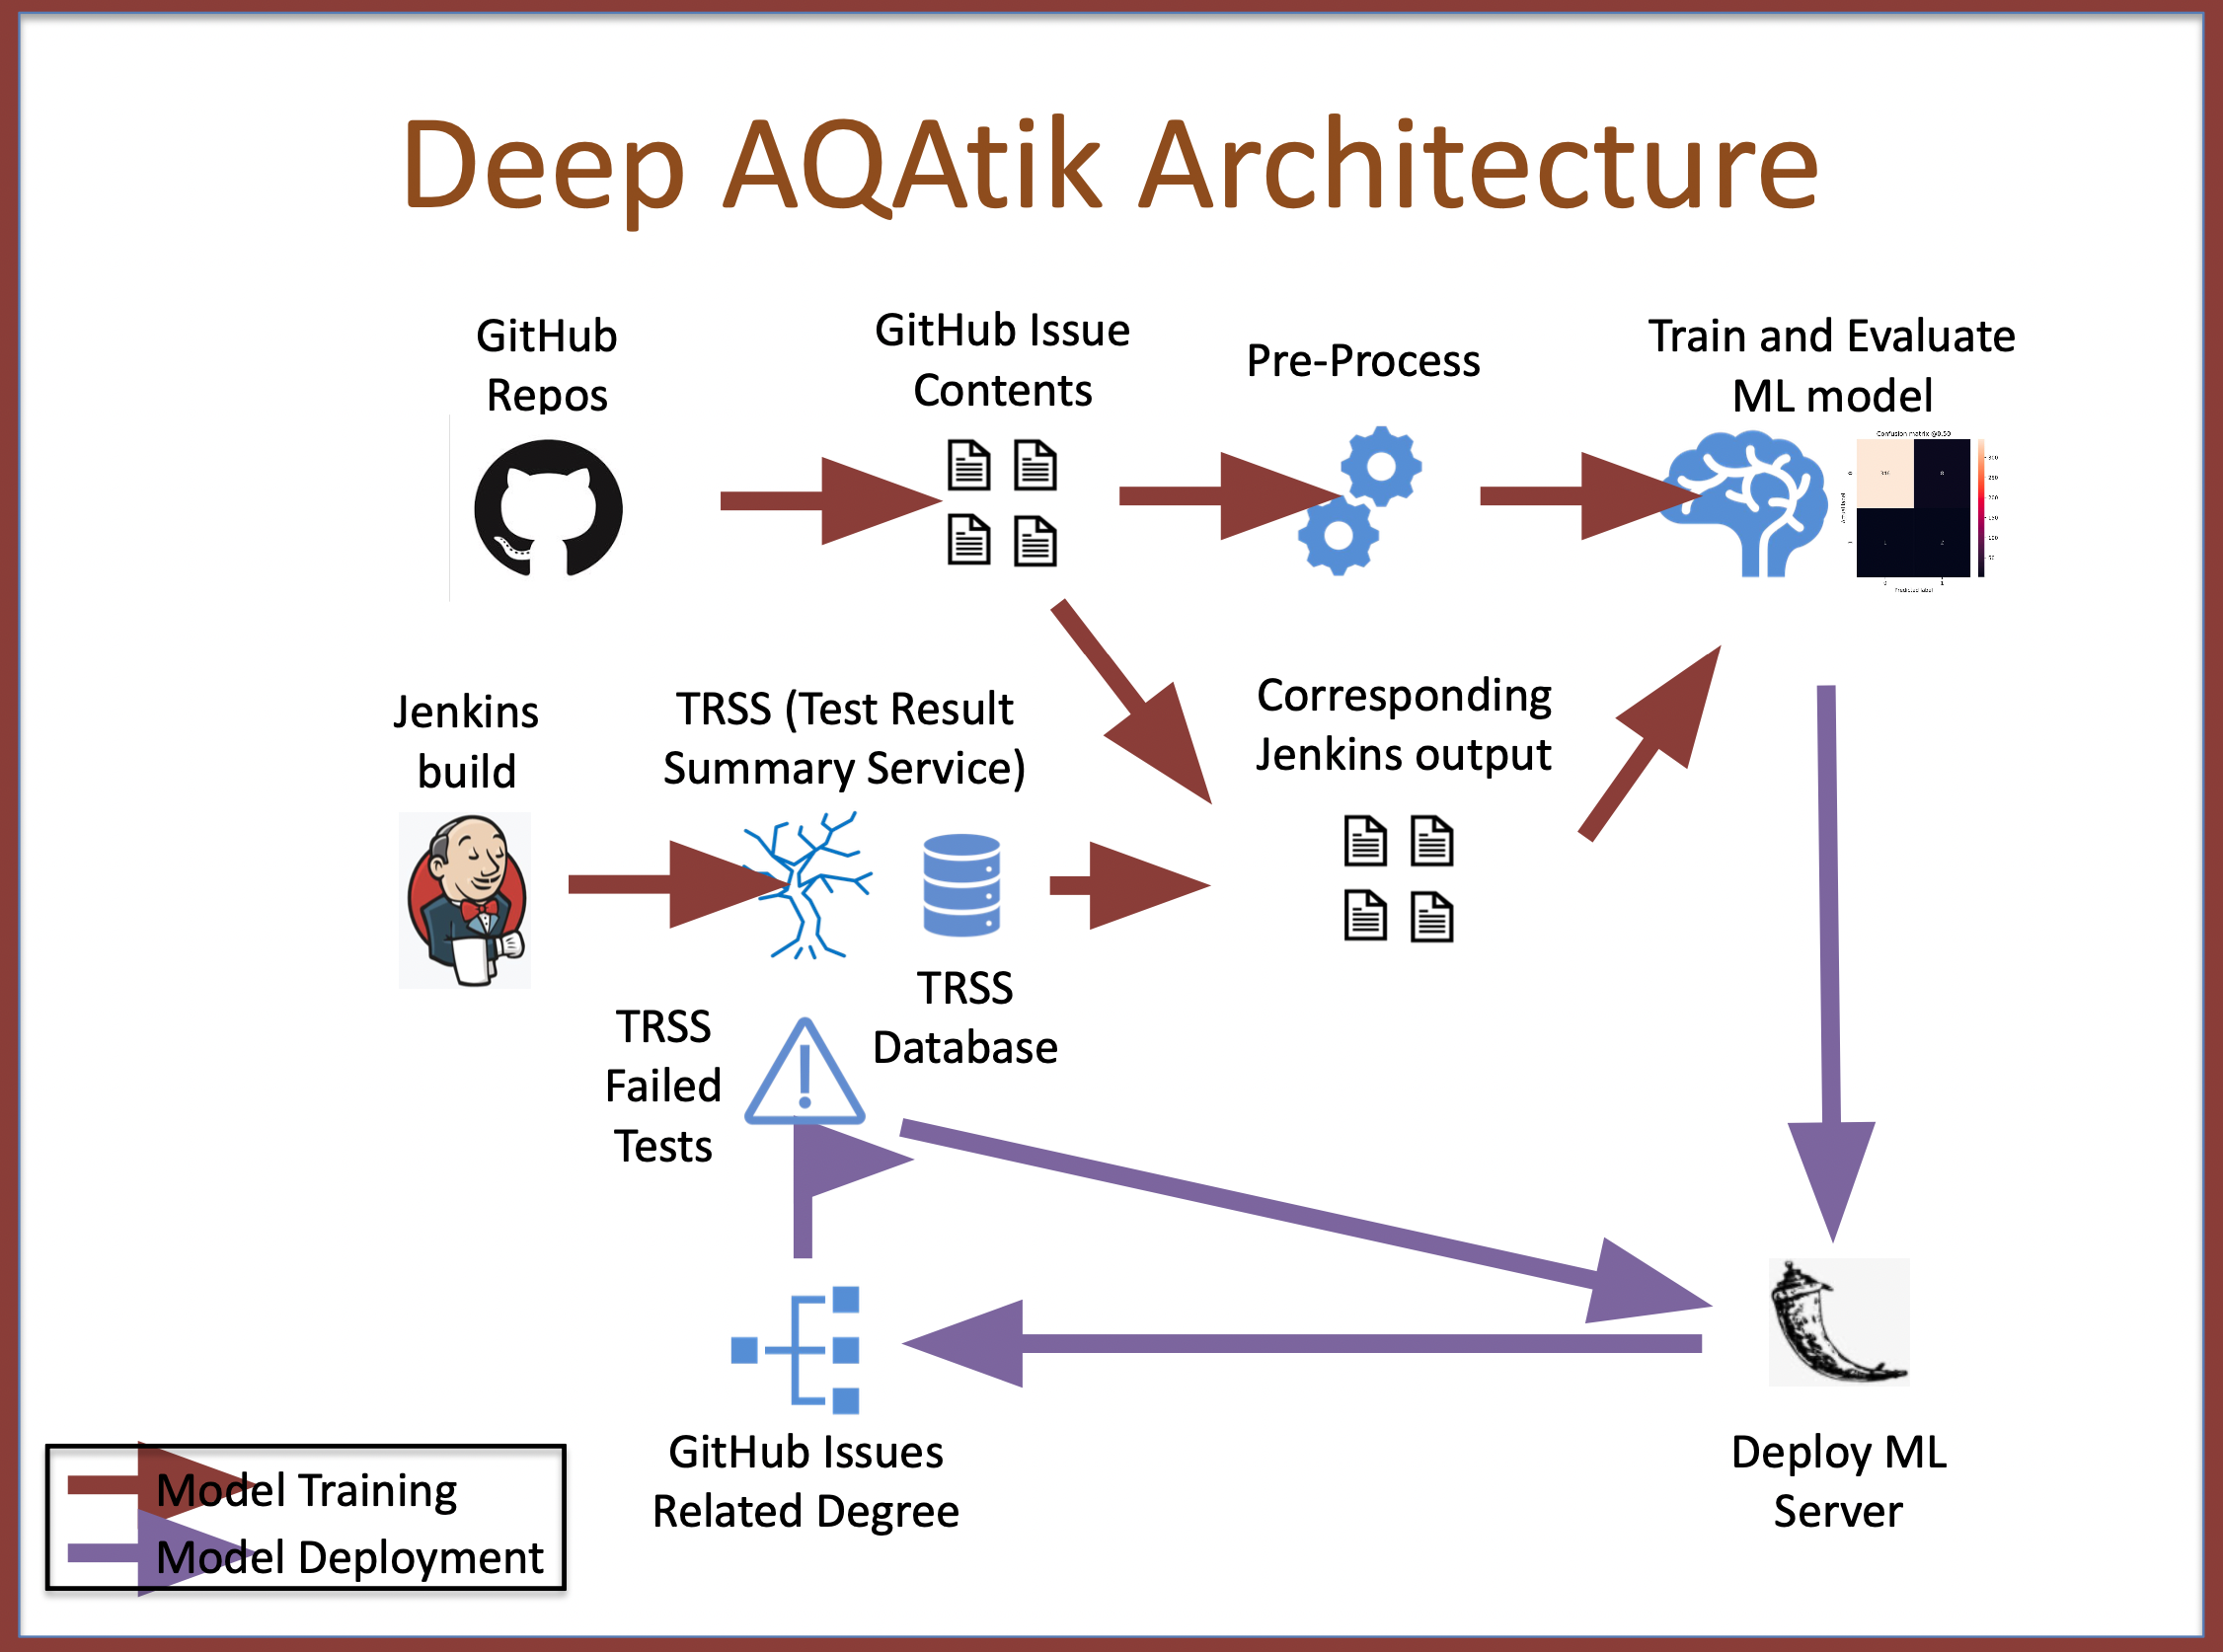 Deep AQAtik Architecture
GitHub
Repos
GitHub Issue
Contents
Pre-Process
Train and Evaluate
ML model
Confusion matrix @0.50
Predicted label
Jenkins
build
TRSS (Test Result
Summary Service)
Corresponding
Jenkins output
TRSS
Database
TRSS
Failed
Tests
GitHub Issues
Related Degree
Deploy ML
Server
Model Training
Model Deployment